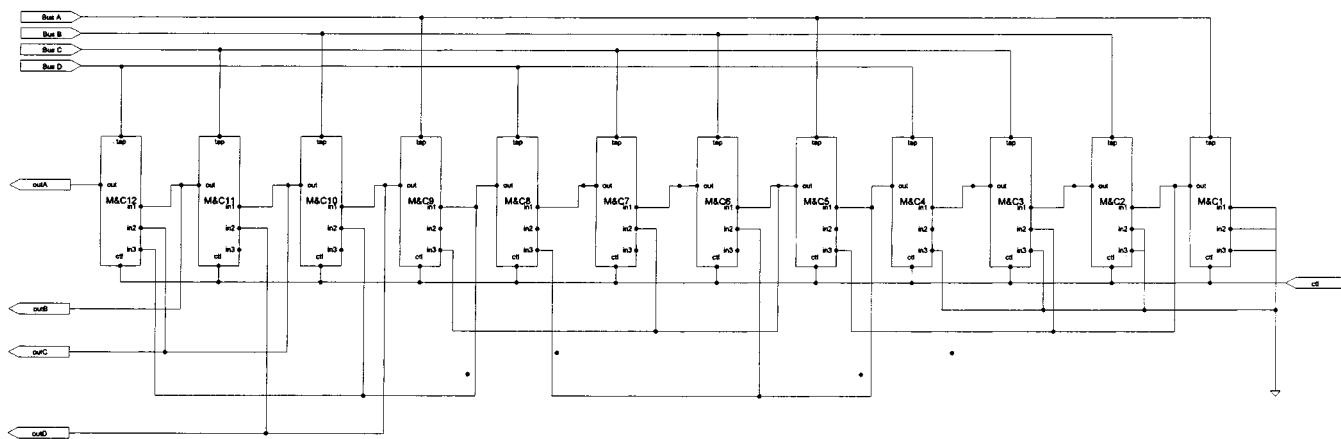 Bus A
Bus B
Bus C
Bus D
tap tap tap tap tap tap tap tap tap tap tap tap
outA out out out out out out out out out out out out
M&C12 M&C11 M&C10 M&C9 M&C8 M&C7 M&C6 M&C5 M&C4 M&C3 M&C2 M&C1
in1 in1 in1 in1 in1 in1 in1 in1 in1 in1 in1 in1
in2 in2 in2 in2 in2 in2 in2 in2 in2 in2 in2 in2
in3 in3 in3 in3 in3 in3 in3 in3 in3 in3 in3 in3
ctl ctl ctl ctl ctl ctl ctl ctl ctl ctl ctl ctl
ctl
outB
outC
outD